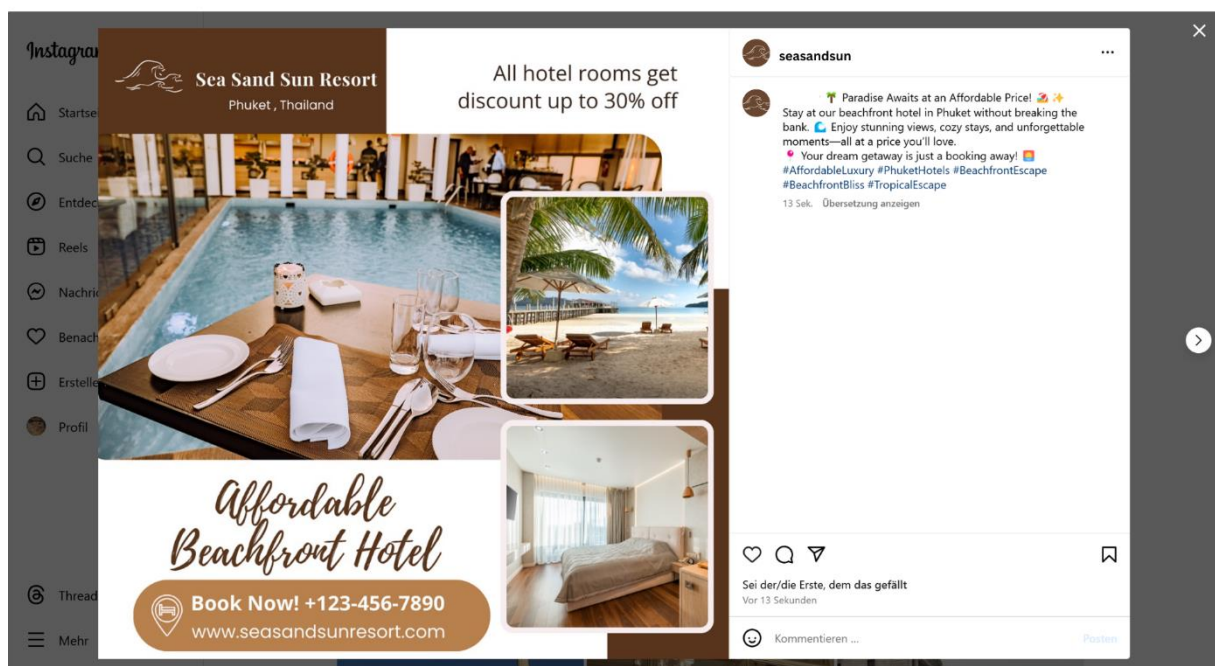 Instagra
Startse
Suche
Entdec
Reels
Nachric
Benach
Erstelle
Profil
Thread
Mehr
Sea Sand Sun Resort
Phuket , Thailand
All hotel rooms get
discount up to 30% off
Affordable
Beachfront Hotel
Book Now! +123-456-7890
www.seasandsunresort.com
seasandsun
🌴 Paradise Awaits at an Affordable Price! 🏖️ ✨
Stay at our beachfront hotel in Phuket without breaking the
bank. 🌊 Enjoy stunning views, cozy stays, and unforgettable
moments—all at a price you'll love.
📍 Your dream getaway is just a booking away! 🌅
#AffordableLuxury #PhuketHotels #BeachfrontEscape
#BeachfrontBliss #TropicalEscape
13 Sek. Übersetzung anzeigen
Sei der/die Erste, dem das gefällt
Vor 13 Sekunden
Kommentieren ...
Posten